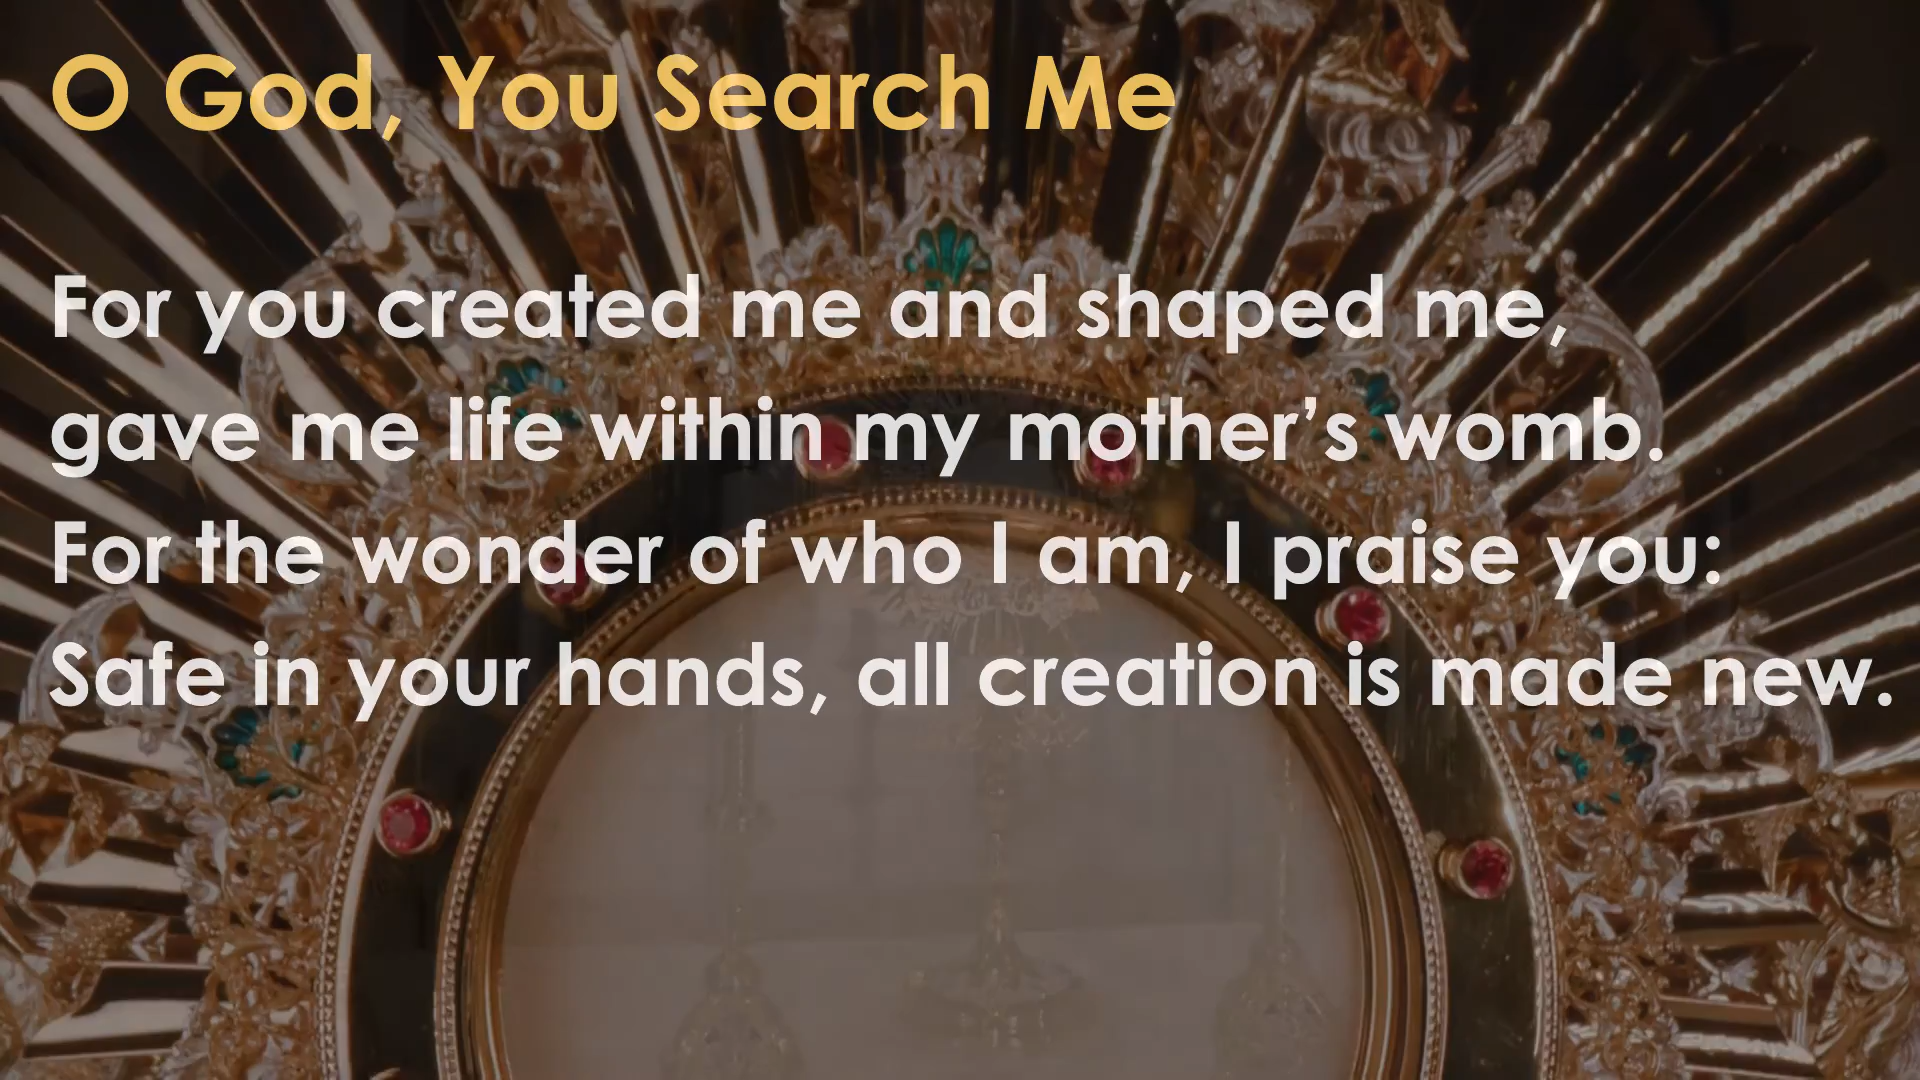 O God, You Search Me
For you created me and shaped me,
gave me life within my mother’s womb.
For the wonder of who I am, I praise you:
Safe in your hands, all creation is made new.